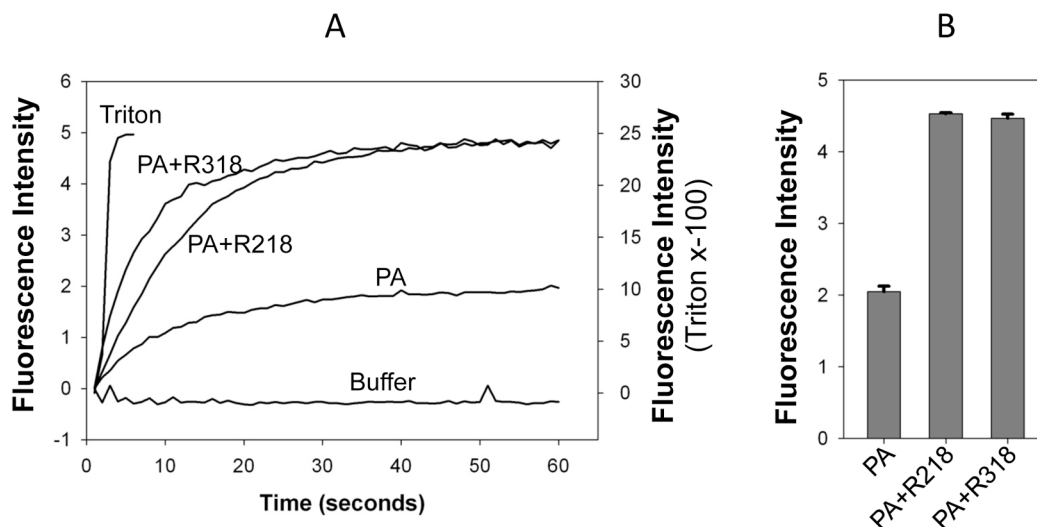 A
B
Fluorescence Intensity
6
5
4
3
2
1
0
-1
Triton
PA+R318
PA+R218
PA
Buffer
30
25
20
15
10
5
0
Fluorescence Intensity
(Triton x-100)
0
10
20
30
40
50
60
Time (seconds)
Fluorescence Intensity
5
4
3
2
1
0
PA
PA+R218
PA+R318